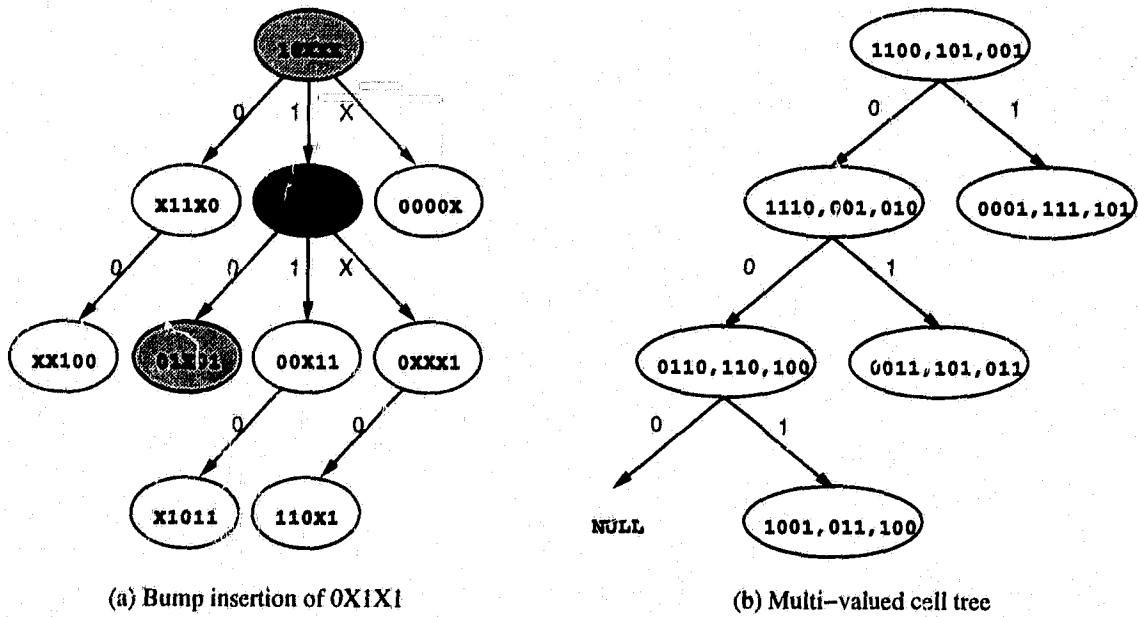 10XXX
1100,101,001
0 1 X
0 1
X11X0
0000X
1110,001,010
0001,111,101
0 0 1 X
0 1
XX100
01X01
00X11
0XXX1
0110,110,100
0011,101,011
0 0
0 1
X1011
110X1
NULL
1001,011,100
(a) Bump insertion of 0X1X1
(b) Multi-valued cell tree